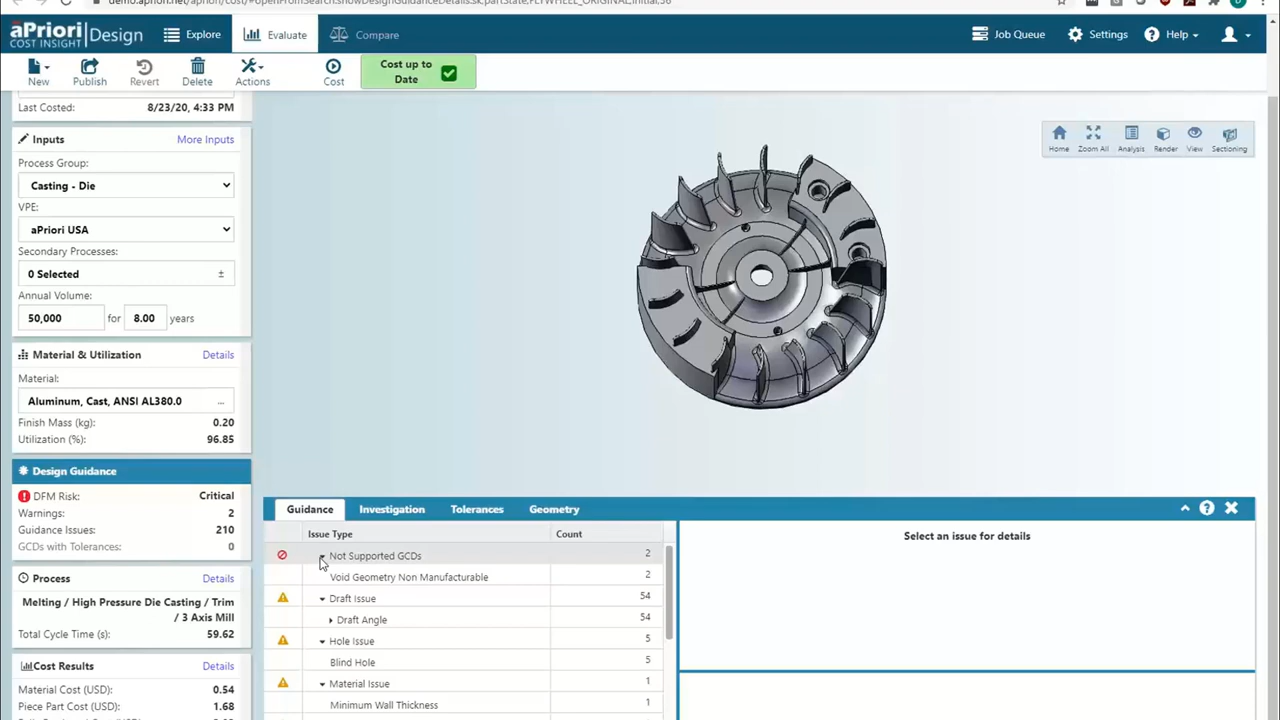 aPriori
COST INSIGHT
Design
Explore
Evaluate
Compare
Job Queue
Settings
Help
New
Publish
Revert
Delete
Actions
Cost
Cost up to
Date
Last Costed: 8/23/20, 4:33 PM
Inputs
More Inputs
Process Group:
Casting - Die
VPE:
aPriori USA
Secondary Processes:
0 Selected
Annual Volume:
50,000 for 8.00 years
Material & Utilization
Details
Material:
Aluminum, Cast, ANSI AL380.0 ...
Finish Mass (kg): 0.20
Utilization (%): 96.85
Design Guidance
DFM Risk: Critical
Warnings: 2
Guidance Issues: 210
GCDs with Tolerances: 0
Process
Details
Melting / High Pressure Die Casting / Trim
/ 3 Axis Mill
Total Cycle Time (s): 59.62
Cost Results
Details
Material Cost (USD): 0.54
Piece Part Cost (USD): 1.68
Home
Zoom All
Analysis
Render
View
Sectioning
Guidance
Investigation
Tolerances
Geometry
Issue Type Count
Not Supported GCDs 2
Void Geometry Non Manufacturable 2
Draft Issue 54
Draft Angle 54
Hole Issue 5
Blind Hole 5
Material Issue 1
Minimum Wall Thickness 1
Select an issue for details